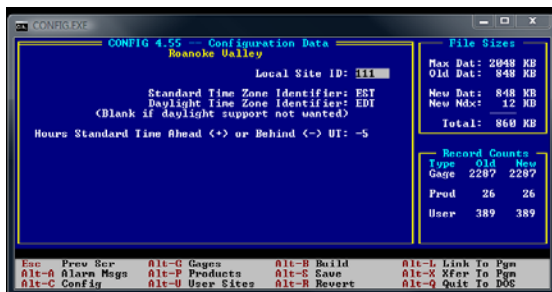 CONFIG.EXE
CONFIG 4.55 -- Configuration Data
Roanoke Valley
Local Site ID: 111
Standard Time Zone Identifier: EST
Daylight Time Zone Identifier: EDT
(Blank if daylight support not wanted)
Hours Standard Time Ahead (+) or Behind (-) UT: -5
File Sizes
Max Dat: 2048 KB
Old Dat: 848 KB
New Dat: 848 KB
New Ndx: 12 KB
Total: 860 KB
Record Counts
Type Old New
Gage 2287 2287
Prod 26 26
User 389 389
Esc Prev Scr Alt-G Gages Alt-B Build Alt-L Link To Pgm
Alt-A Alarm Msgs Alt-P Products Alt-S Save Alt-X Xfer To Pgm
Alt-C Config Alt-U User Sites Alt-R Revert Alt-Q Quit To DOS